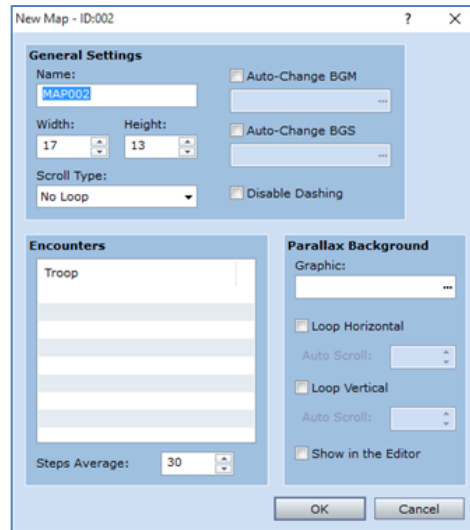 New Map - ID:002
General Settings
Name:
MAP002
Auto-Change BGM
...
Width:
Height:
17
13
Auto-Change BGS
...
Scroll Type:
No Loop
Disable Dashing
Encounters
Troop
Steps Average:
30
Parallax Background
Graphic:
...
Loop Horizontal
Auto Scroll:
Loop Vertical
Auto Scroll:
Show in the Editor
OK
Cancel